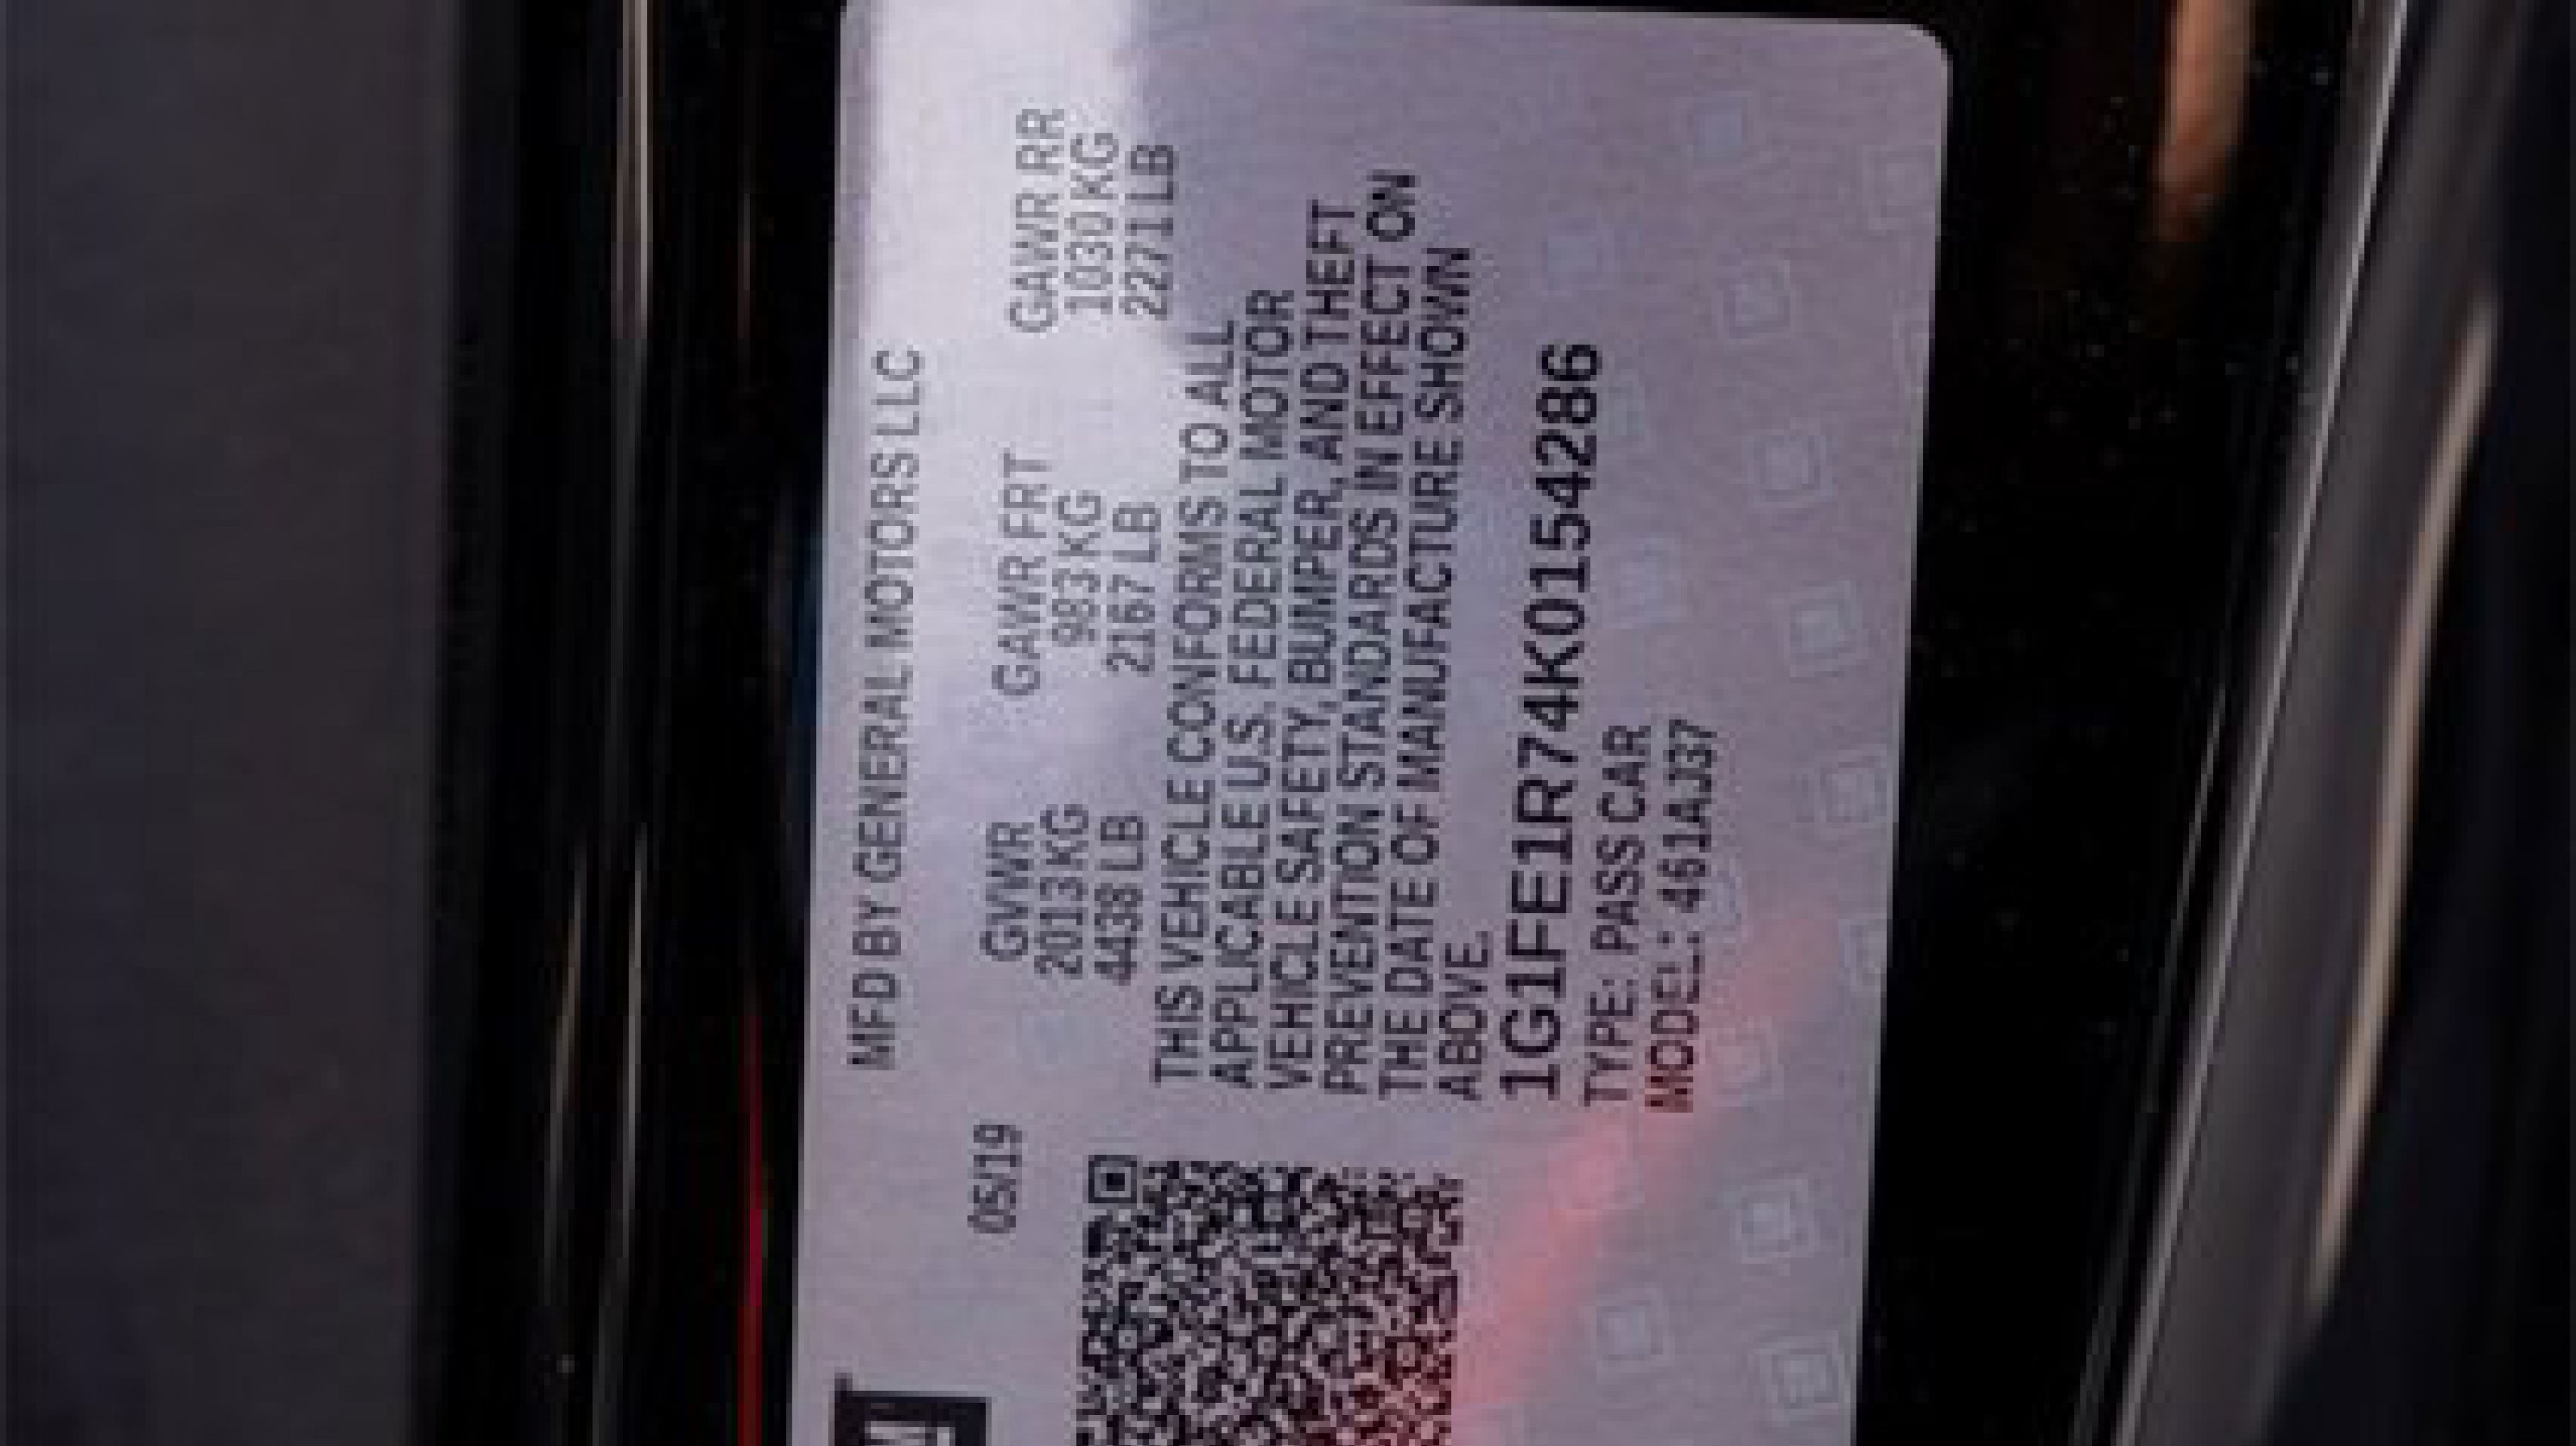 MFD BY GENERAL MOTORS LLC
05/19
GVWR GAWR FRT GAWR RR
2013 KG 983 KG 1030 KG
4438 LB 2167 LB 2271 LB
THIS VEHICLE CONFORMS TO ALL
APPLICABLE U.S. FEDERAL MOTOR
VEHICLE SAFETY, BUMPER, AND THEFT
PREVENTION STANDARDS IN EFFECT ON
THE DATE OF MANUFACTURE SHOWN
ABOVE.
1G1FE1R74K0154286
TYPE: PASS CAR
MODEL: 461AJ37